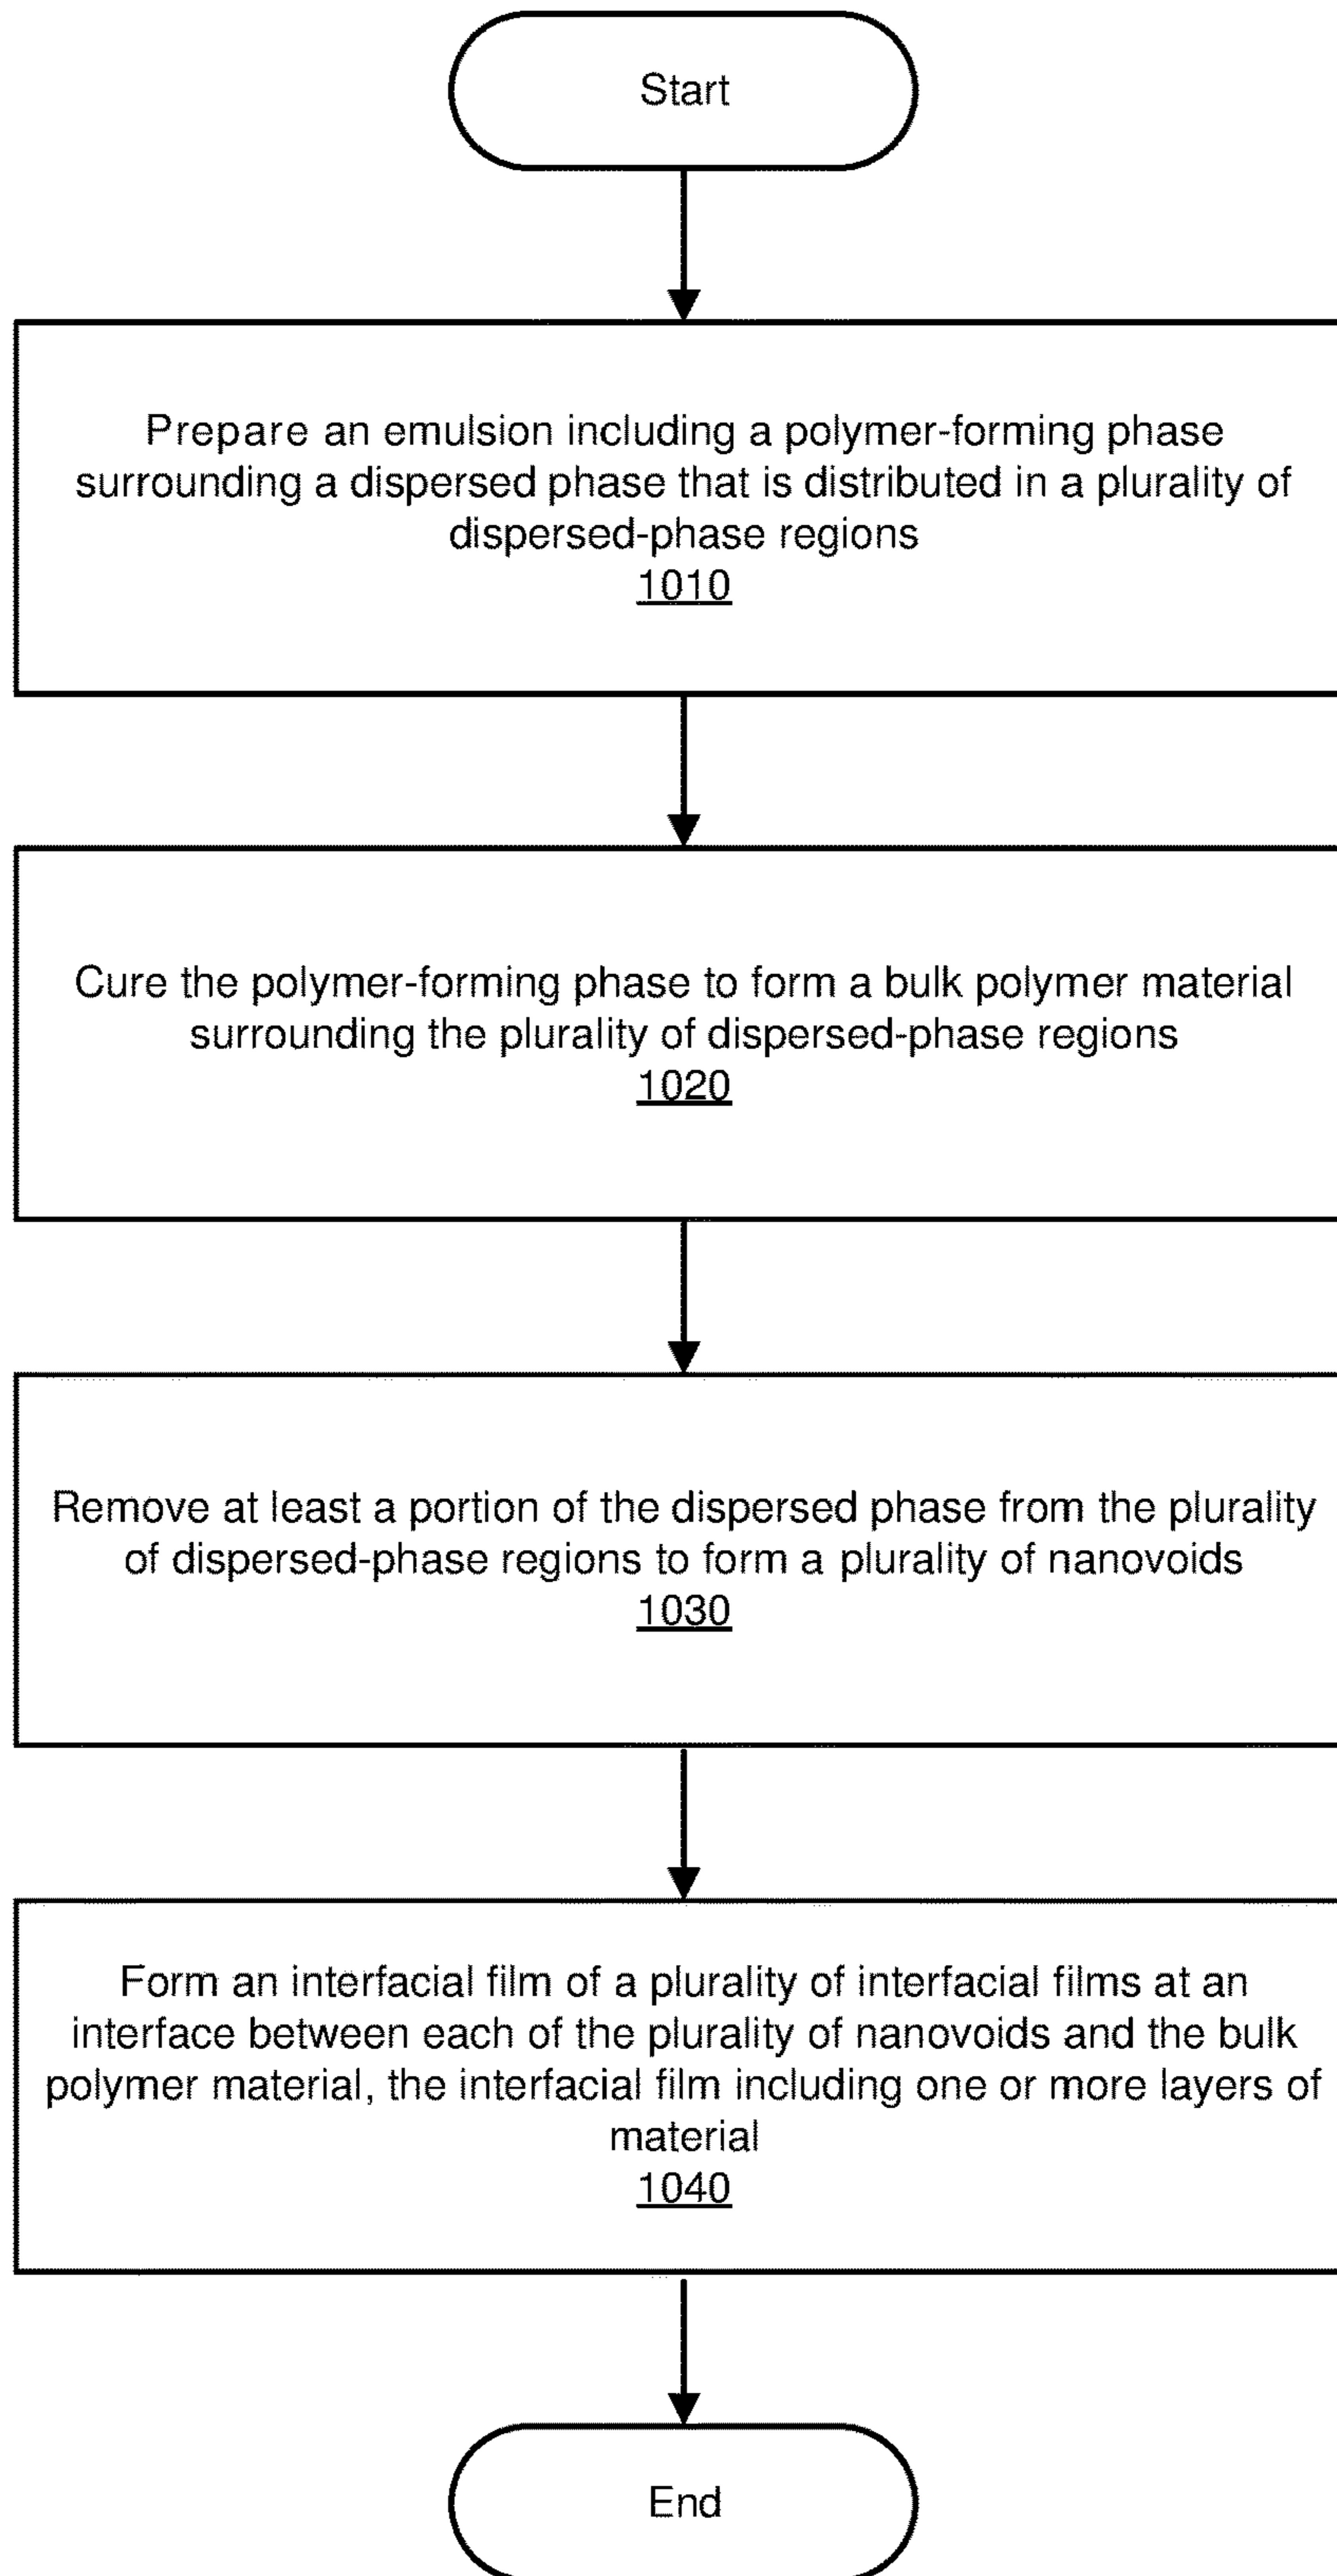 Start
Prepare an emulsion including a polymer-forming phase
surrounding a dispersed phase that is distributed in a plurality of
dispersed-phase regions
1010
Cure the polymer-forming phase to form a bulk polymer material
surrounding the plurality of dispersed-phase regions
1020
Remove at least a portion of the dispersed phase from the plurality
of dispersed-phase regions to form a plurality of nanovoids
1030
Form an interfacial film of a plurality of interfacial films at an
interface between each of the plurality of nanovoids and the bulk
polymer material, the interfacial film including one or more layers of
material
1040
End